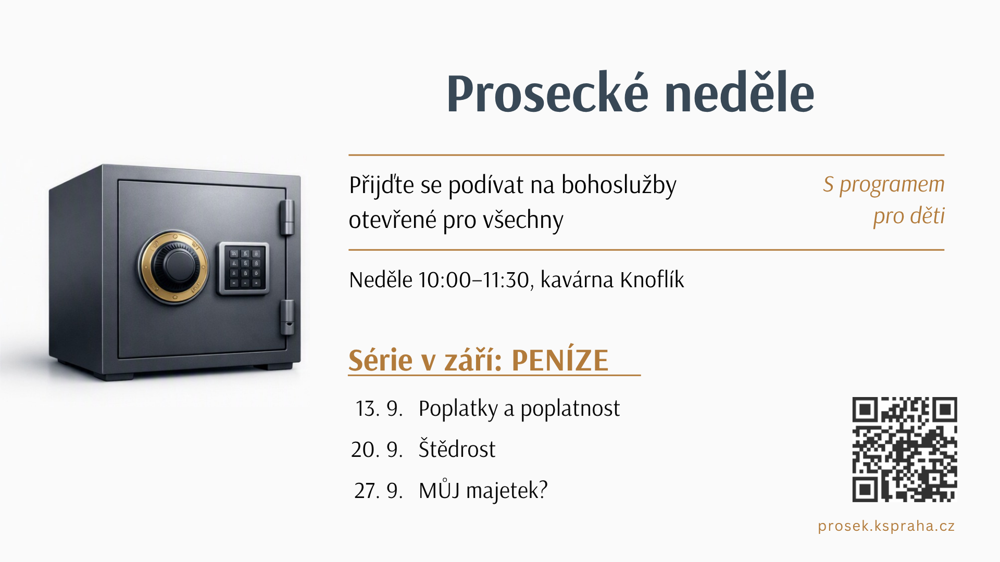 Prosecké neděle
Přijďte se podívat na bohoslužby
otevřené pro všechny
S programem
pro děti
Neděle 10:00–11:30, kavárna Knoflík
Série v září: PENÍZE
13. 9. Poplatky a poplatnost
20. 9. Štědrost
27. 9. MŮJ majetek?
prosek.kspraha.cz